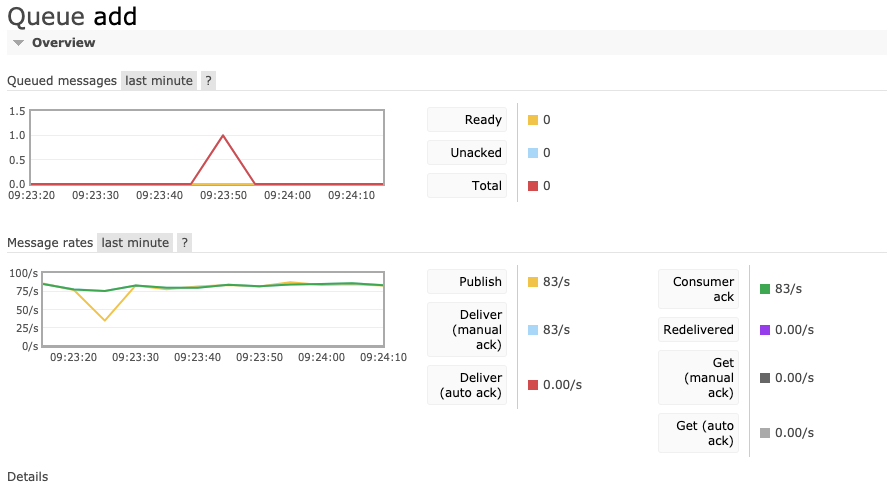 Queue add
Overview
Queued messages last minute ?
1.5
1.0
0.5
0.0
09:23:20 09:23:30 09:23:40 09:23:50 09:24:00 09:24:10
Ready 0
Unacked 0
Total 0
Message rates last minute ?
100/s
75/s
50/s
25/s
0/s
09:23:20 09:23:30 09:23:40 09:23:50 09:24:00 09:24:10
Publish 83/s
Deliver
(manual 83/s
ack)
Deliver
(auto ack) 0.00/s
Consumer
ack 83/s
Redelivered 0.00/s
Get
(manual 0.00/s
ack)
Get (auto
ack) 0.00/s
Details